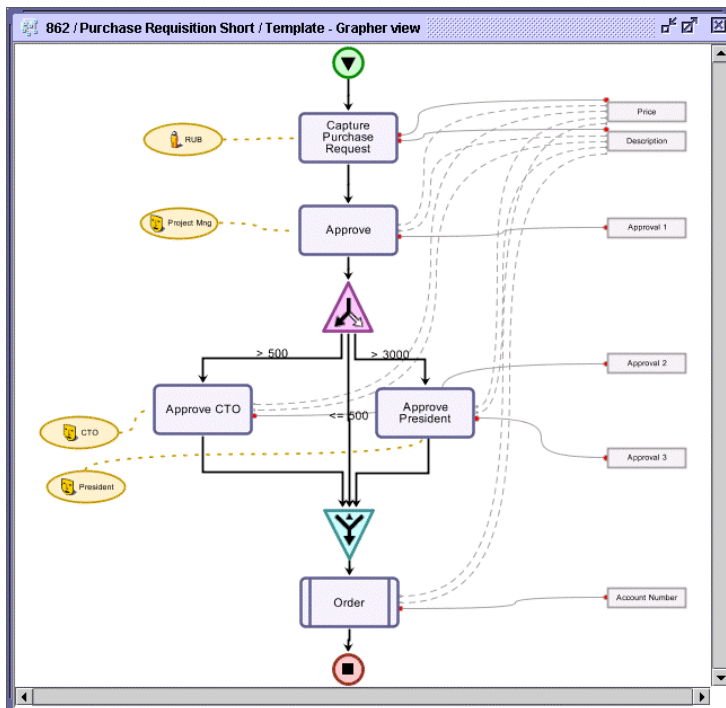 862 / Purchase Requisition Short / Template - Grapher view
Capture
Purchase
Request
RUB
Price
Description
Project Mng
Approve
Approval 1
> 500
> 3000
Approval 2
Approve CTO
<= 500
Approve
President
CTO
Approval 3
President
Order
Account Number